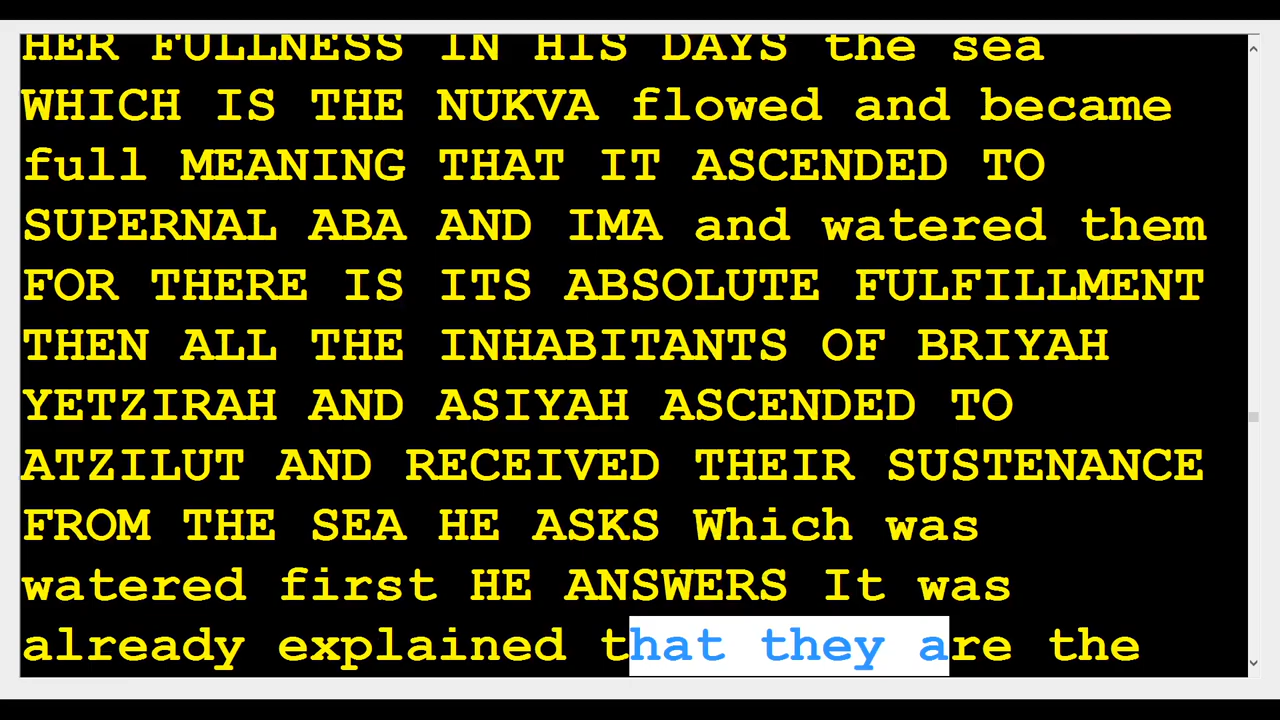 HER FULLNESS IN HIS DAYS the sea
WHICH IS THE NUKVA flowed and became
full MEANING THAT IT ASCENDED TO
SUPERNAL ABA AND IMA and watered them
FOR THERE IS ITS ABSOLUTE FULFILLMENT
THEN ALL THE INHABITANTS OF BRIYAH
YETZIRAH AND ASIYAH ASCENDED TO
ATZILUT AND RECEIVED THEIR SUSTENANCE
FROM THE SEA HE ASKS Which was
watered first HE ANSWERS It was
already explained that they are the